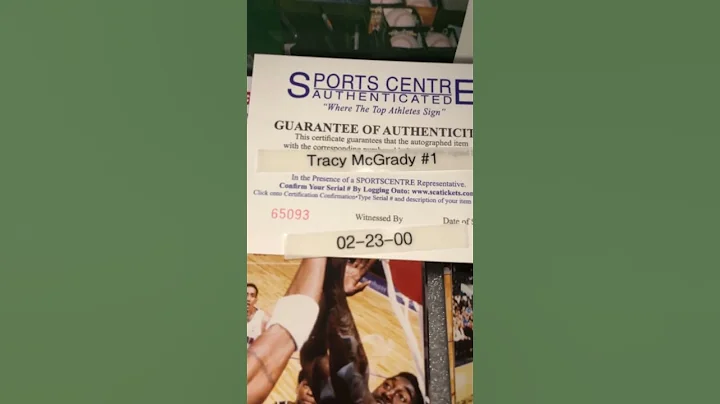 SPORTS CENTRE
AUTHENTICATED
"Where The Top Athletes Sign"
GUARANTEE OF AUTHENTICIT
This certificate guarantees that the autographed item
with the corresponding
Tracy McGrady #1
In the Presence of a SPORTSCENTRE Representative.
Confirm Your Serial # By Logging Onto: www.scatickets.com
Click onto Certification Confirmation•Type Serial # and description of your item
65093
Witnessed By
Date of
02-23-00